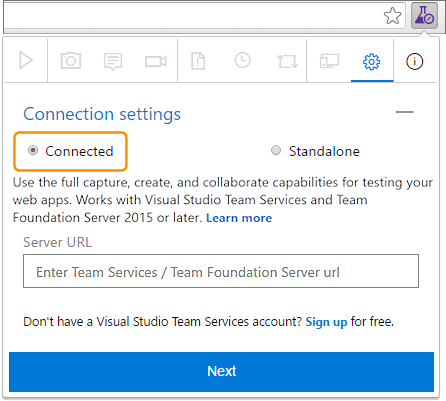 Connection settings
Connected
Standalone
Use the full capture, create, and collaborate capabilities for testing your
web apps. Works with Visual Studio Team Services and Team
Foundation Server 2015 or later. Learn more
Server URL
Enter Team Services / Team Foundation Server url
Don't have a Visual Studio Team Services account? Sign up for free.
Next